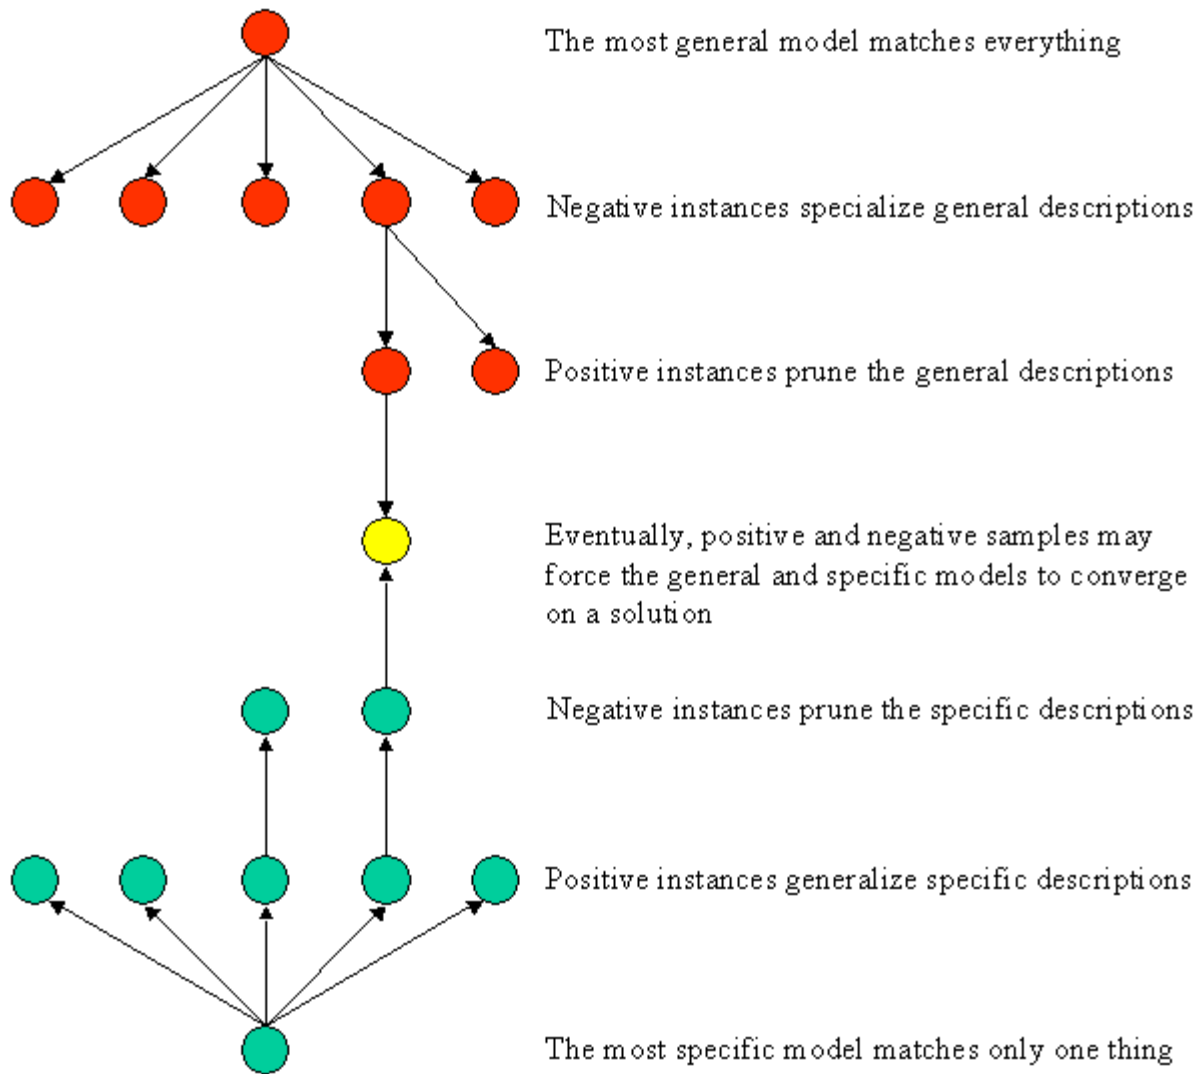 The most general model matches everything
Negative instances specialize general descriptions
Positive instances prune the general descriptions
Eventually, positive and negative samples may
force the general and specific models to converge
on a solution
Negative instances prune the specific descriptions
Positive instances generalize specific descriptions
The most specific model matches only one thing